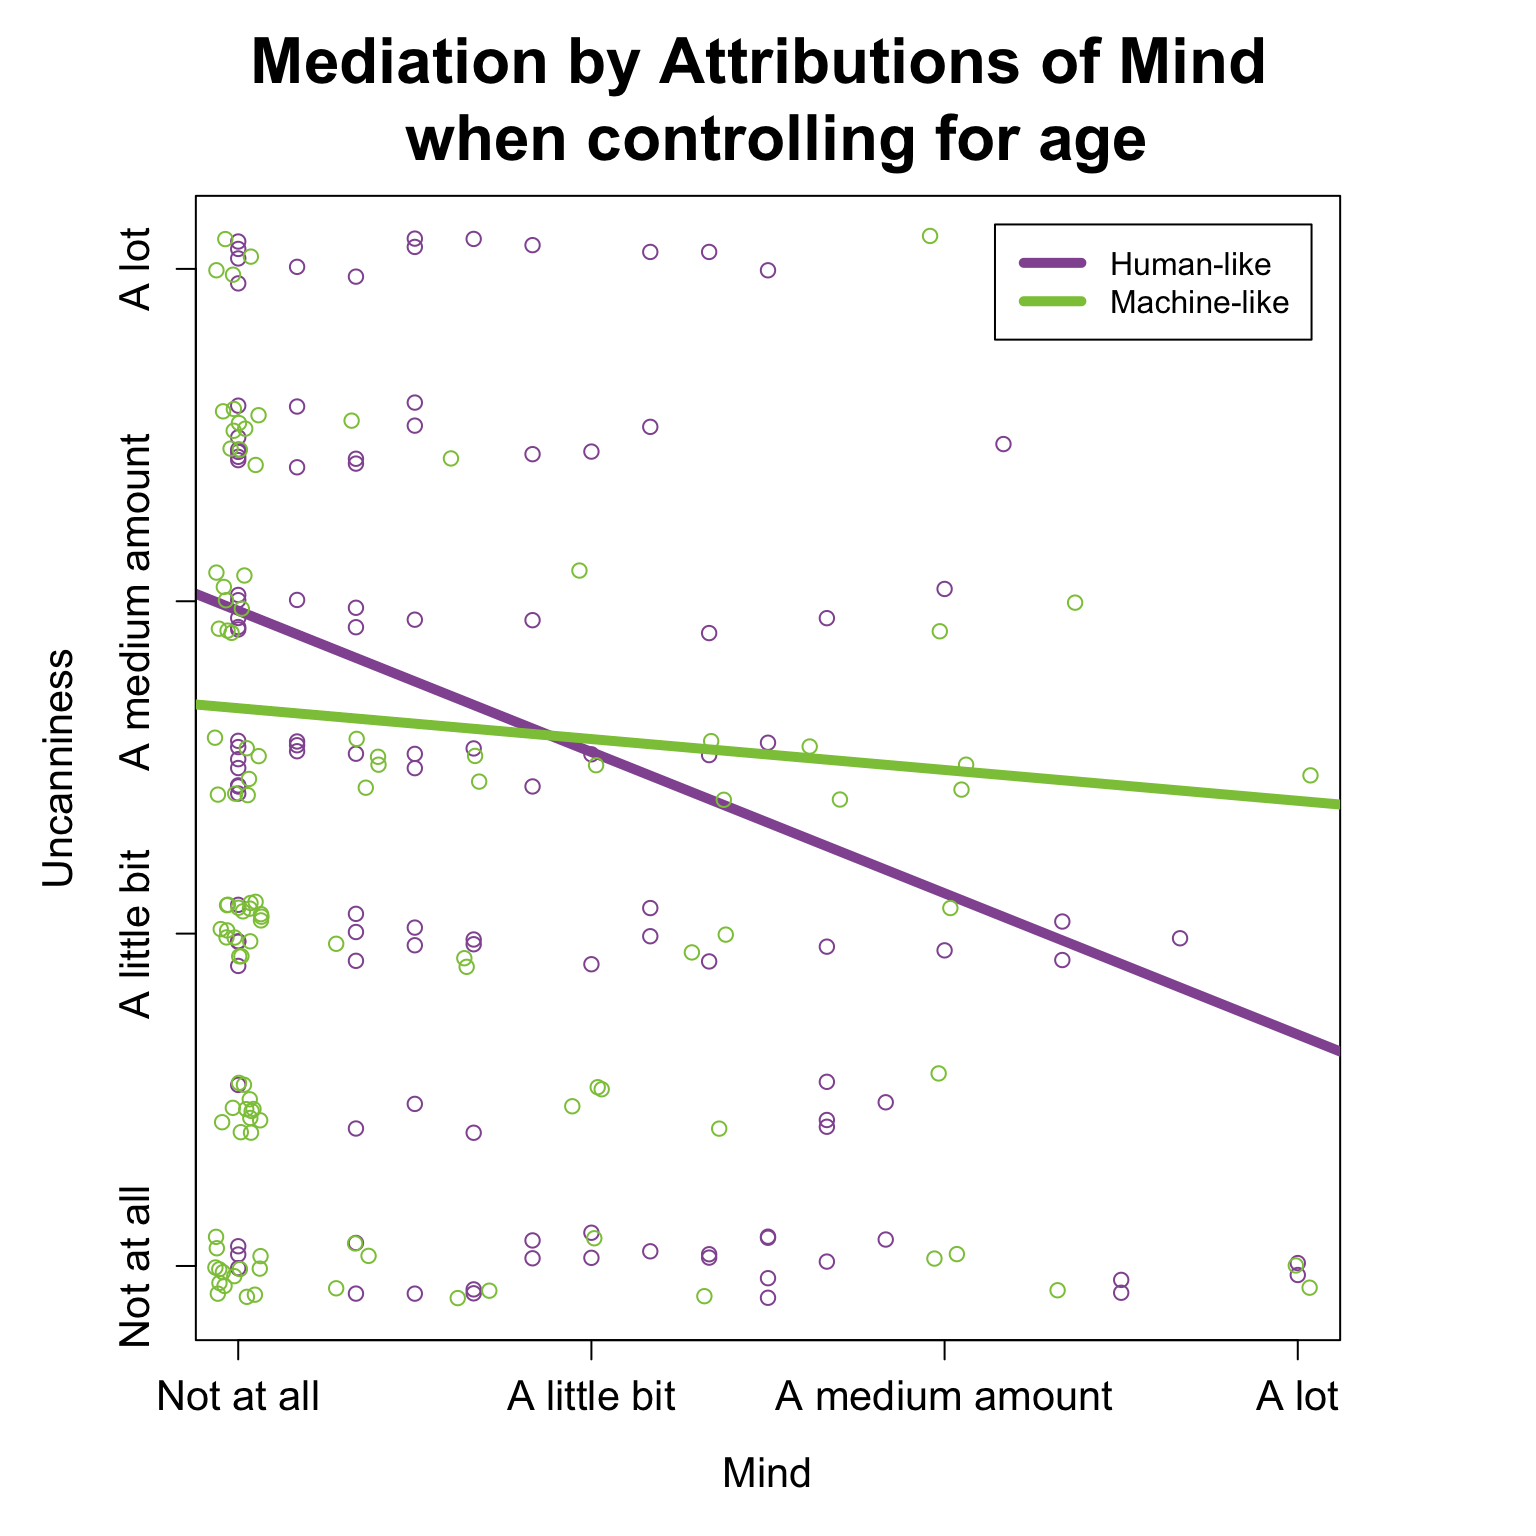 Mediation by Attributions of Mind
when controlling for age
Human-like
Machine-like
A lot
A medium amount
A little bit
Not at all
Uncanniness
Not at all
A little bit
A medium amount
A lot
Mind